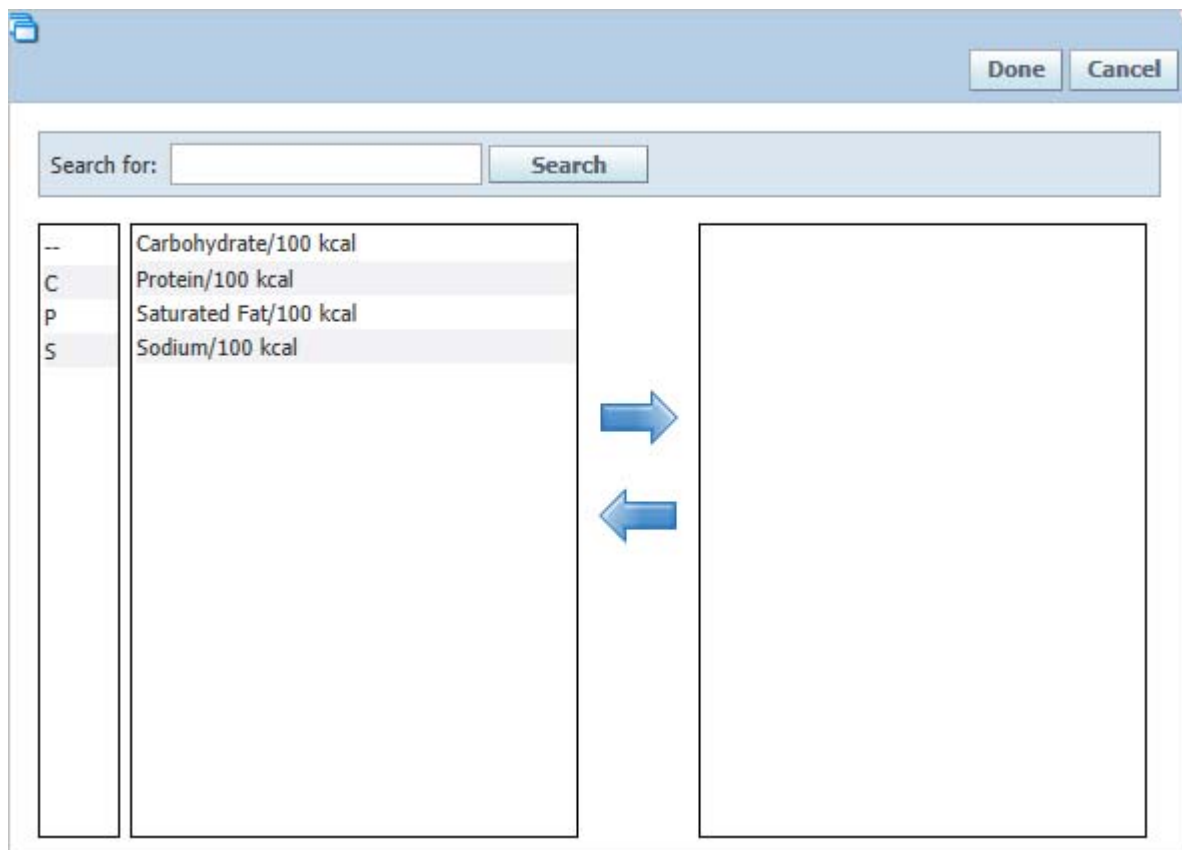 Done Cancel
Search for: Search
--
C
P
S
Carbohydrate/100 kcal
Protein/100 kcal
Saturated Fat/100 kcal
Sodium/100 kcal